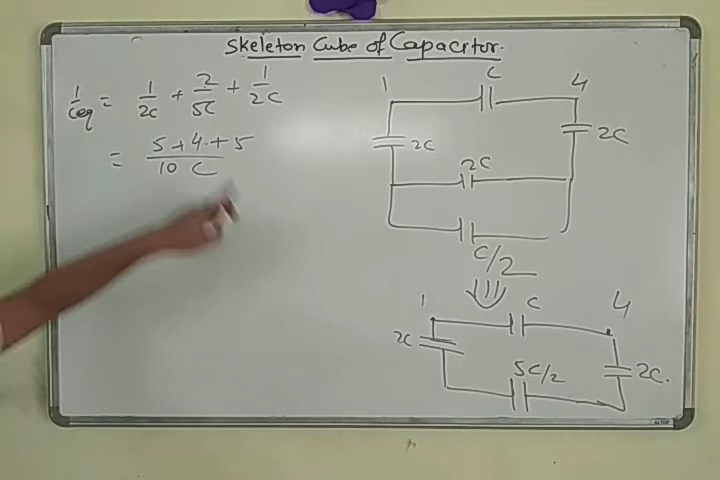 Skeleton Cube of Capacitor.
1/Ceq = 1/2C + 2/5C + 1/2C
= 5+4+5/10 C
1 C 4
2C 2C
2C
C/2
1 C 4
2C 5C/2 2C.
ALTOP